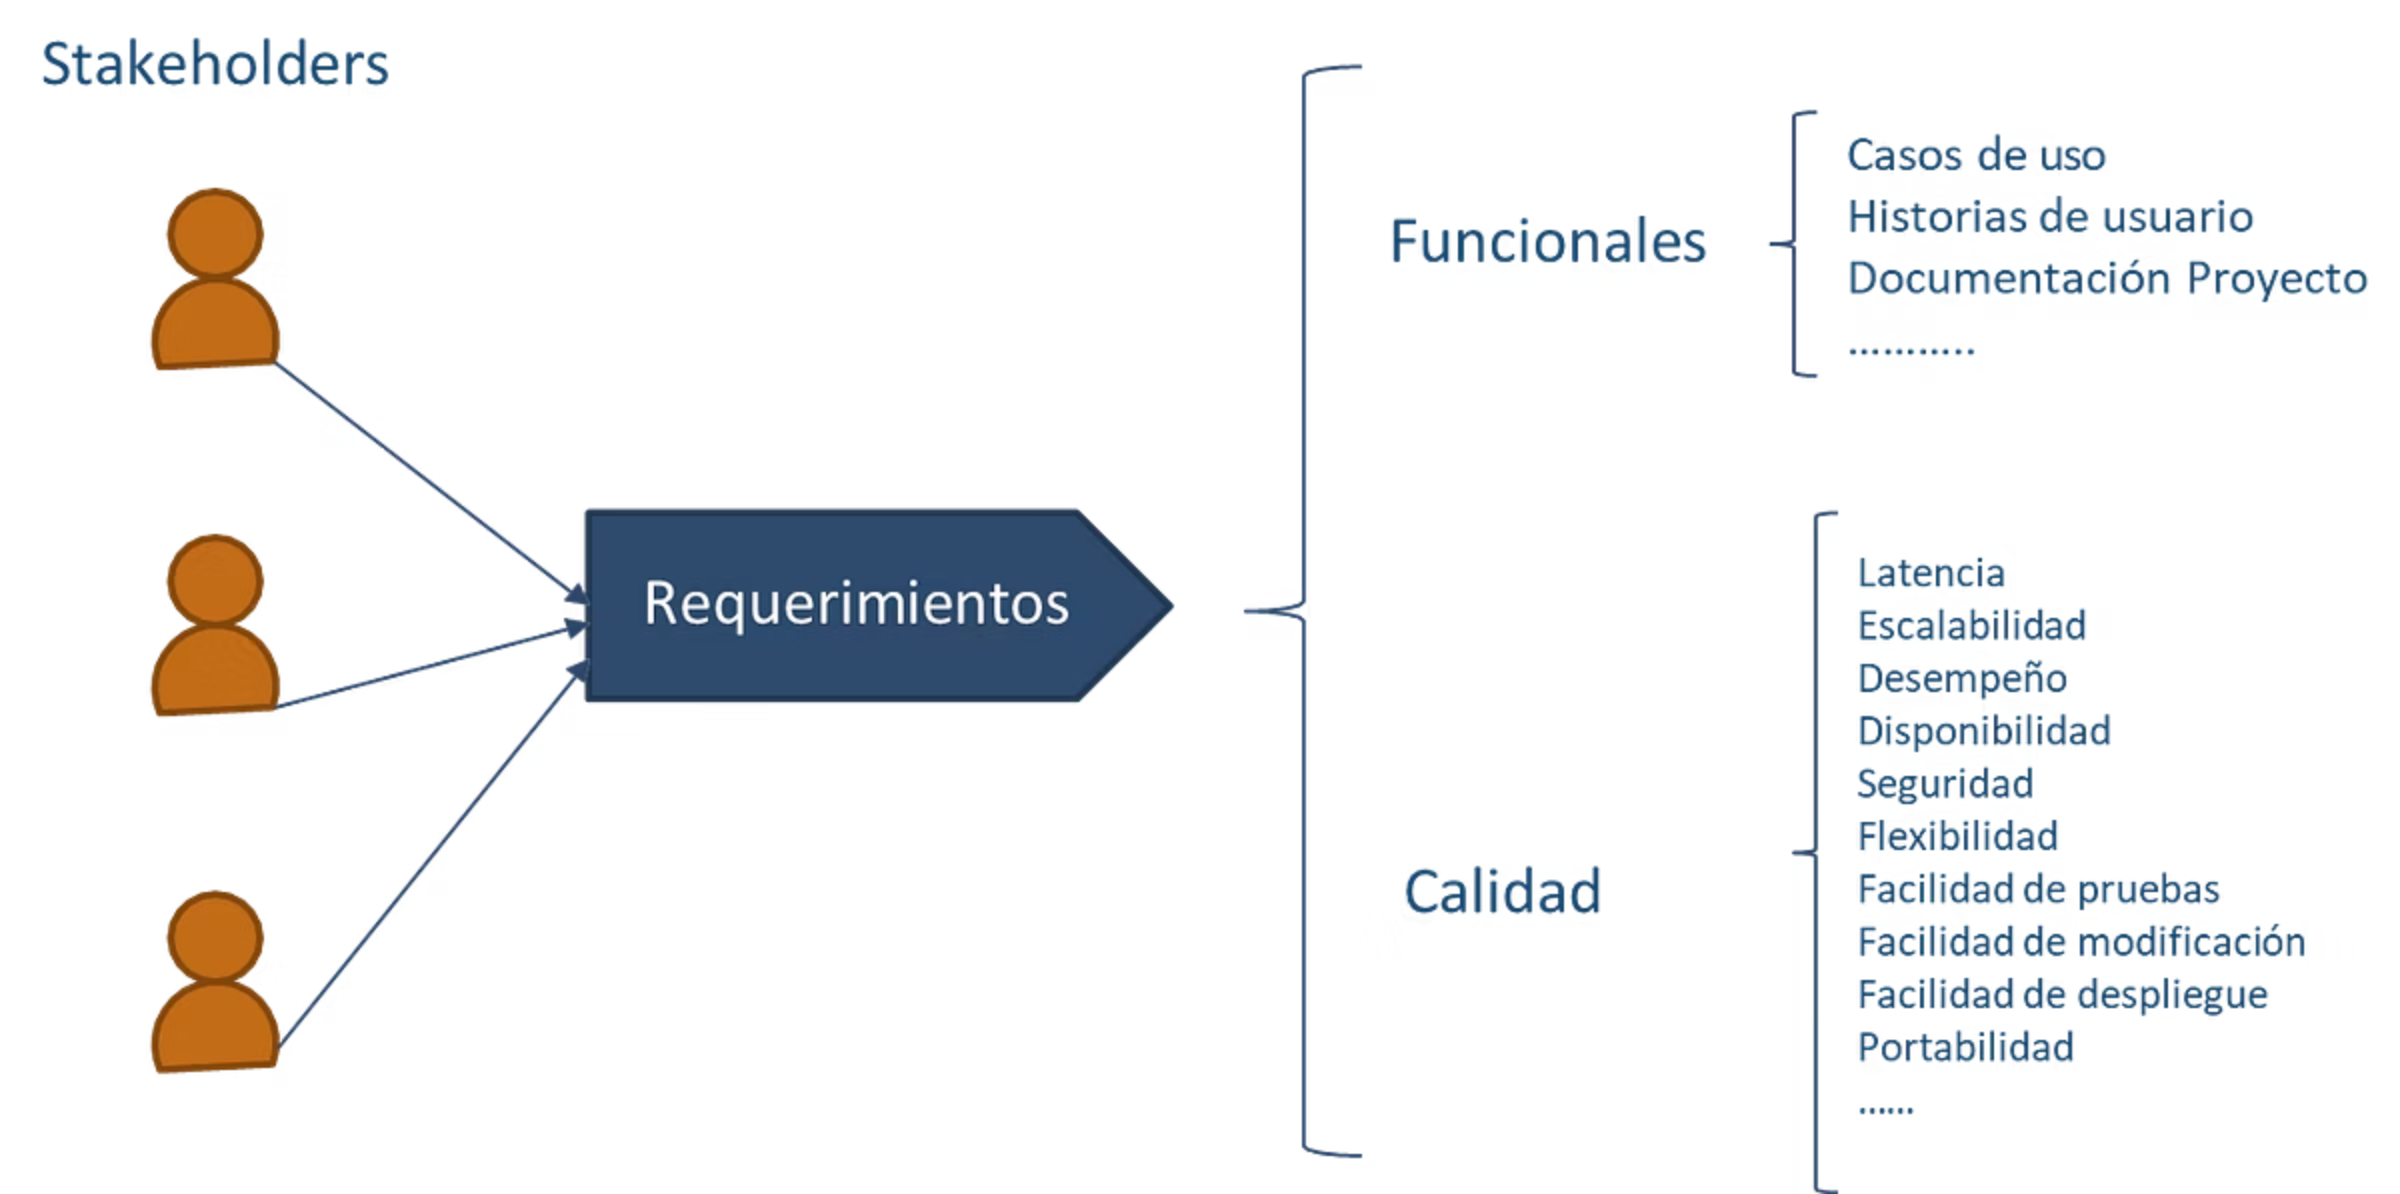 Stakeholders
Requerimientos
Funcionales
Casos de uso
Historias de usuario
Documentación Proyecto
...........
Calidad
Latencia
Escalabilidad
Desempeño
Disponibilidad
Seguridad
Flexibilidad
Facilidad de pruebas
Facilidad de modificación
Facilidad de despliegue
Portabilidad
......